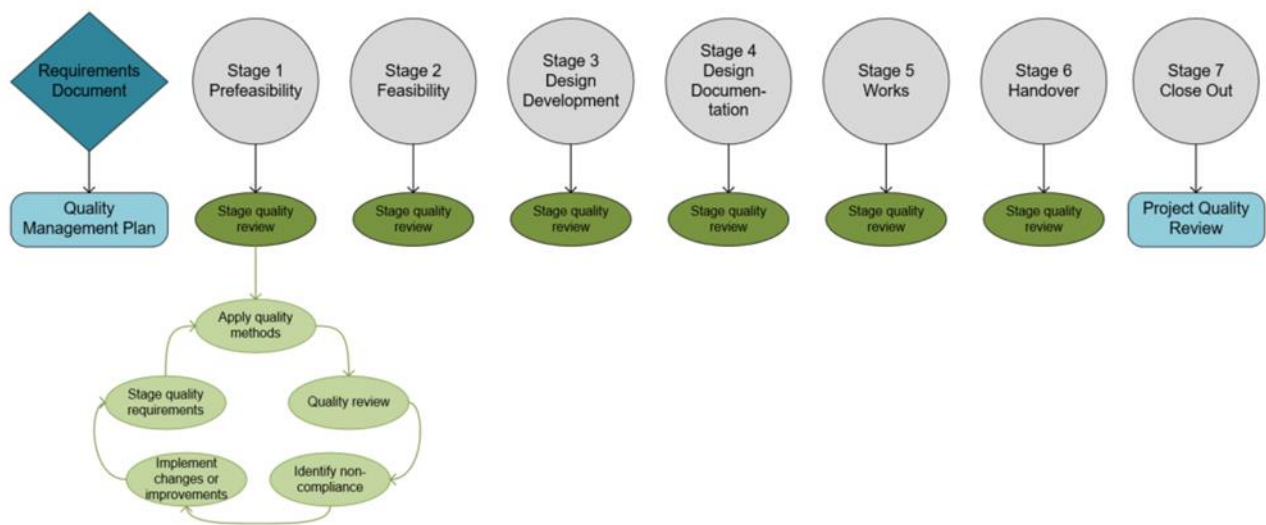 Requirements
Document
Stage 1
Prefeasibility
Stage 2
Feasibility
Stage 3
Design
Development
Stage 4
Design
Documen-
tation
Stage 5
Works
Stage 6
Handover
Stage 7
Close Out
Quality
Management Plan
Stage quality
review
Stage quality
review
Stage quality
review
Stage quality
review
Stage quality
review
Stage quality
review
Project Quality
Review
Apply quality
methods
Stage quality
requirements
Quality review
Implement
changes or
improvements
Identify non-
compliance